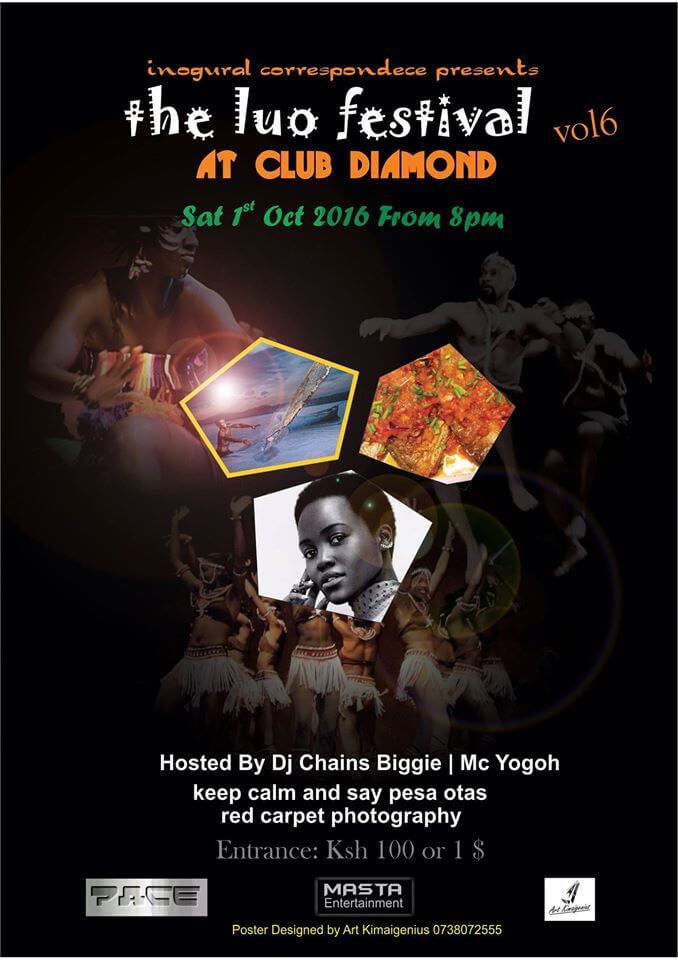 inogural correspondece presents
the luo festival vol6
AT CLUB DIAMOND
Sat 1st Oct 2016 From 8pm
Hosted By Dj Chains Biggie | Mc Yogoh
keep calm and say pesa otas
red carpet photography
Entrance: Ksh 100 or 1 $
PACE
MASTA
Entertainment
Art Kimaigenius
Poster Designed by Art Kimaigenius 0738072555